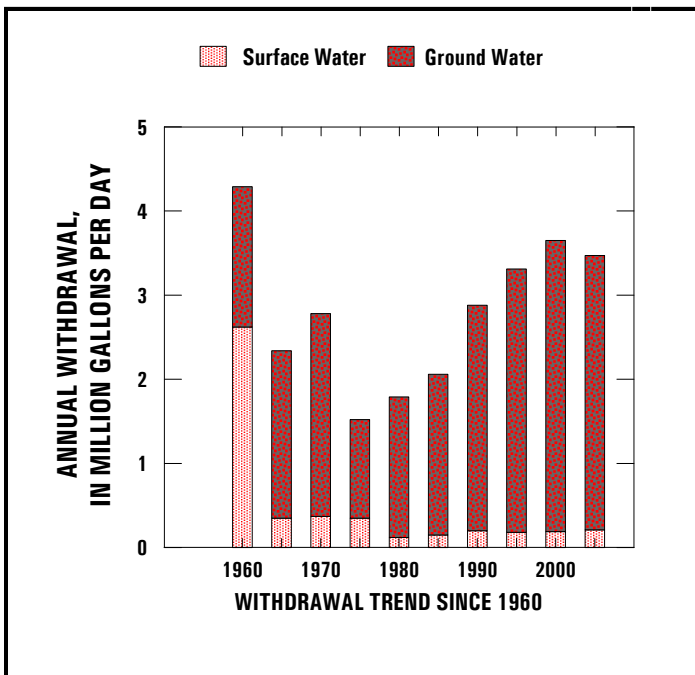 Surface Water Ground Water
ANNUAL WITHDRAWAL,
IN MILLION GALLONS PER DAY
5
4
3
2
1
0
1960 1970 1980 1990 2000
WITHDRAWAL TREND SINCE 1960